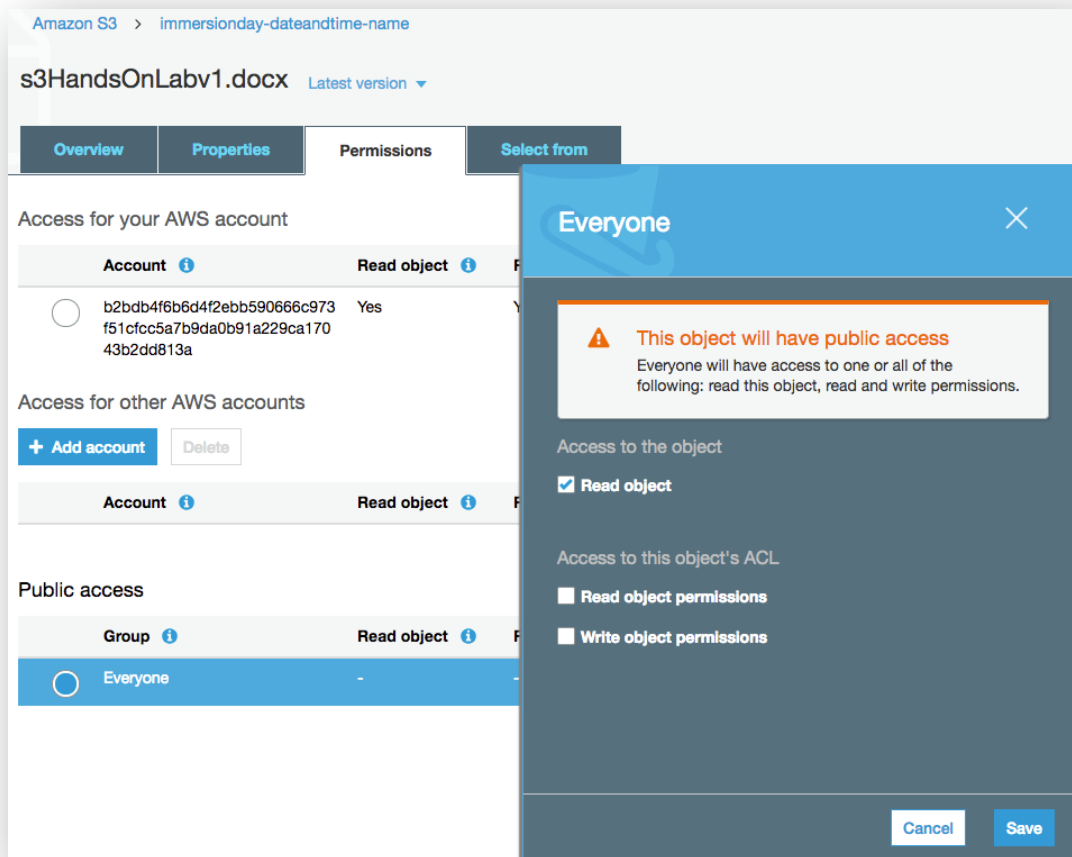 Amazon S3 > immersionday-dateandtime-name
s3HandsOnLabv1.docx Latest version
Overview Properties Permissions Select from
Access for your AWS account
Account Read object
b2bdb4f6b6d4f2ebb590666c973 Yes
f51cfcc5a7b9da0b91a229ca170
43b2dd813a
Access for other AWS accounts
+ Add account Delete
Account Read object
Public access
Group Read object
Everyone - -
Everyone
This object will have public access
Everyone will have access to one or all of the
following: read this object, read and write permissions.
Access to the object
Read object
Access to this object's ACL
Read object permissions
Write object permissions
Cancel Save